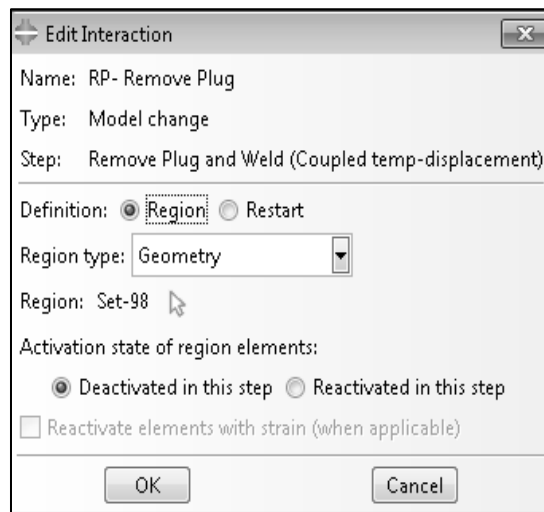 Edit Interaction
Name: RP- Remove Plug
Type: Model change
Step: Remove Plug and Weld (Coupled temp-displacement)
Definition: Region Restart
Region type: Geometry
Region: Set-98
Activation state of region elements:
Deactivated in this step Reactivated in this step
Reactivate elements with strain (when applicable)
OK Cancel